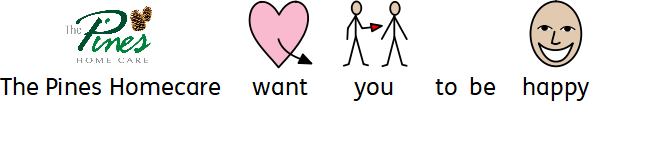 The
Pines
HOME CARE
The Pines Homecare want you to be happy